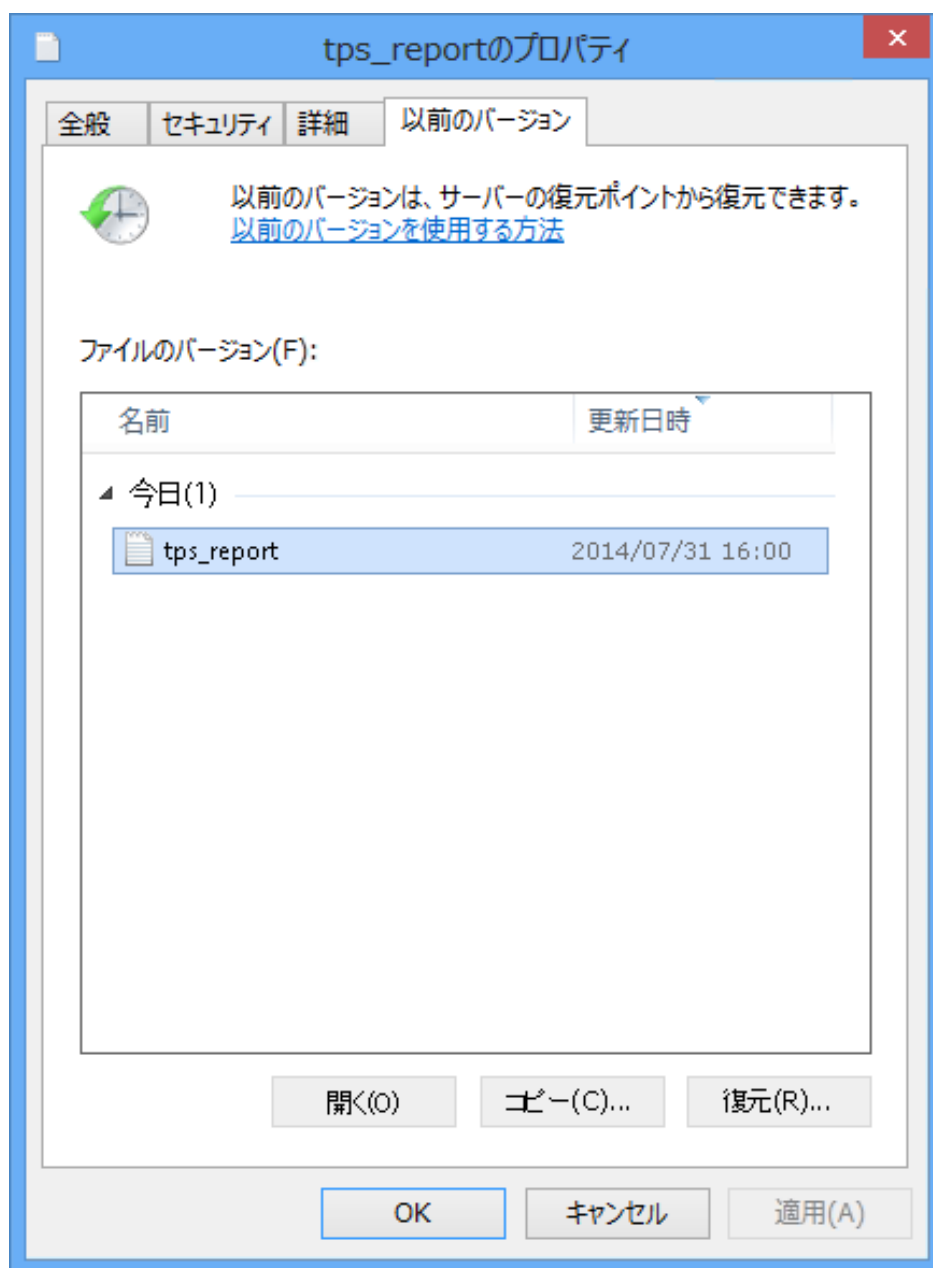 tps_reportのプロパティ
全般 セキュリティ 詳細 以前のバージョン
以前のバージョンは、サーバーの復元ポイントから復元できます。
以前のバージョンを使用する方法
ファイルのバージョン(F):
名前 更新日時
今日(1)
tps_report 2014/07/31 16:00
開く(O) コピー(C)... 復元(R)...
OK キャンセル 適用(A)